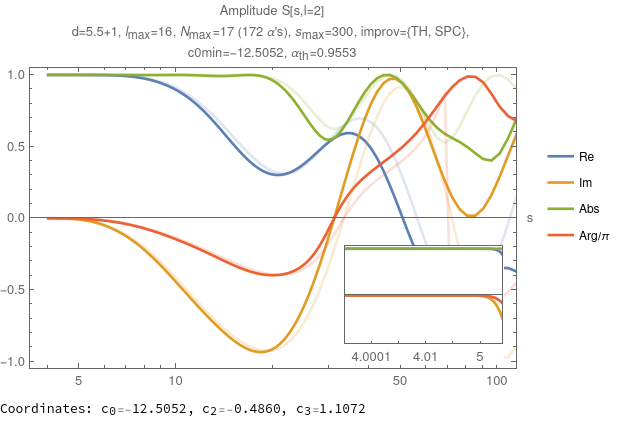 Amplitude S[s,l=2]
d=5.5+1, lmax=16, Nmax=17 (172 α's), smax=300, improv={TH, SPC},
c0min=−12.5052, αth=0.9553
1.0
0.5
0.0
−0.5
−1.0
5
10
50
100
s
Re
Im
Abs
Arg/π
4.0001
4.01
5
Coordinates: c0=-12.5052, c2=-0.4860, c3=1.1072